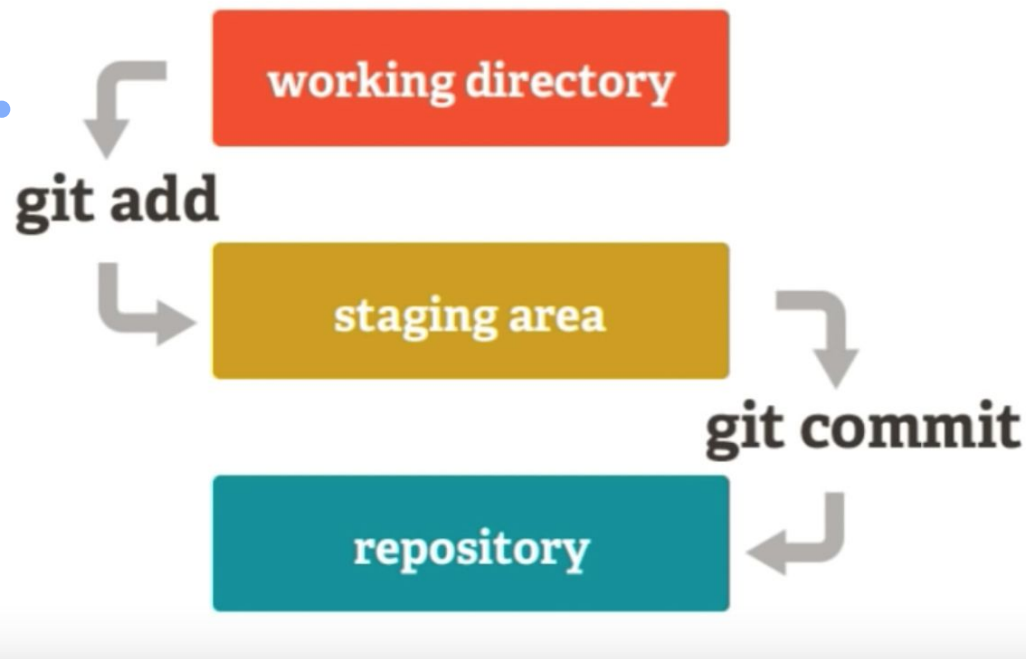 working directory
git add
staging area
git commit
repository